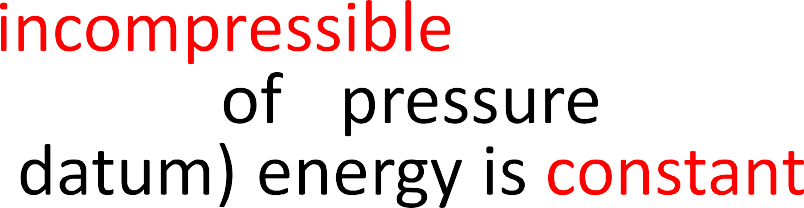 incompressible
of pressure
datum) energy is constant